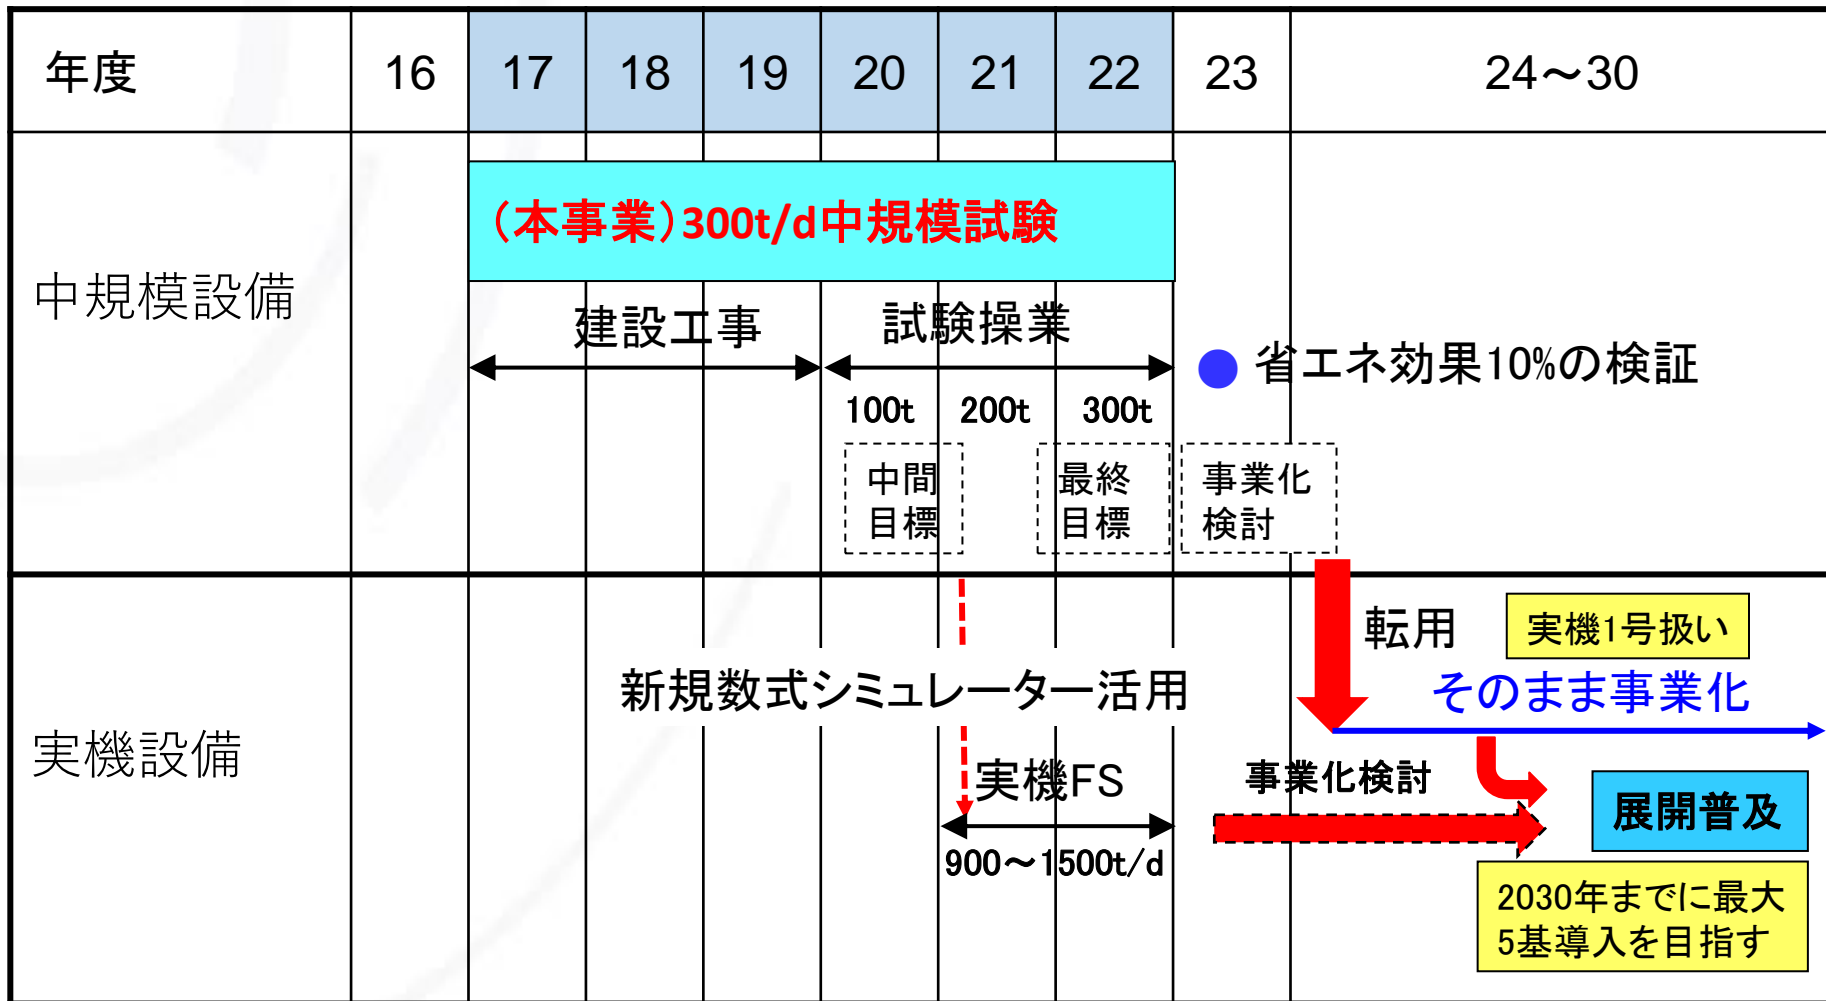 年度 16 17 18 19 20 21 22 23 24～30
中規模設備
（本事業）300t/d中規模試験
建設工事 試験操業
● 省エネ効果10%の検証
100t 200t 300t
中間
目標
最終
目標
事業化
検討
実機設備
転用
実機1号扱い
新規数式シミュレーター活用
そのまま事業化
実機FS
900～1500t/d
事業化検討
展開普及
2030年までに最大
5基導入を目指す